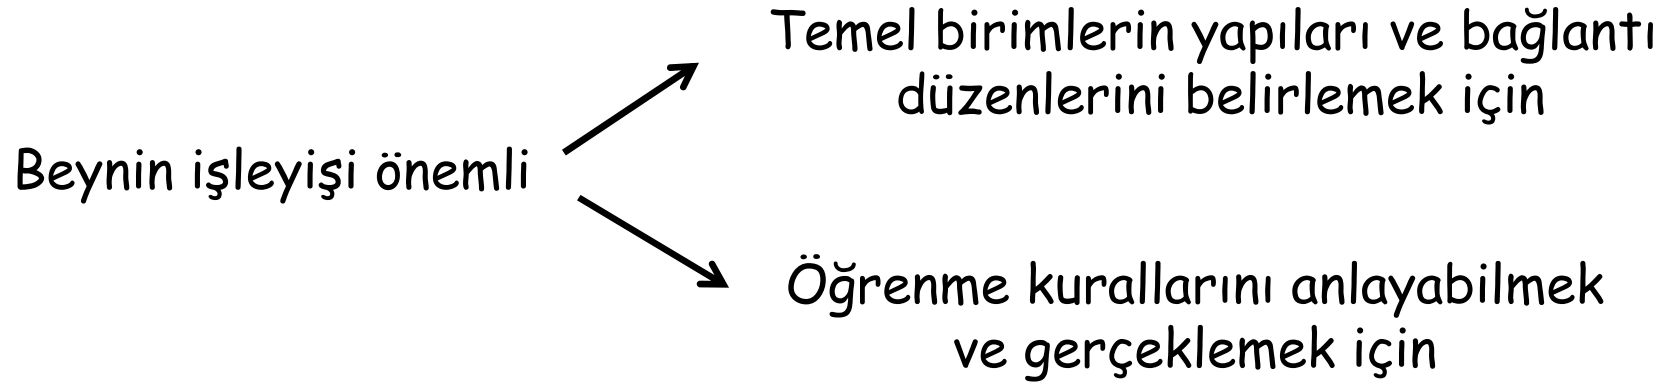 Temel birimlerin yapıları ve bağlantı
düzenlerini belirlemek için
Beynin işleyişi önemli
Öğrenme kurallarını anlayabilmek
ve gerçeklemek için